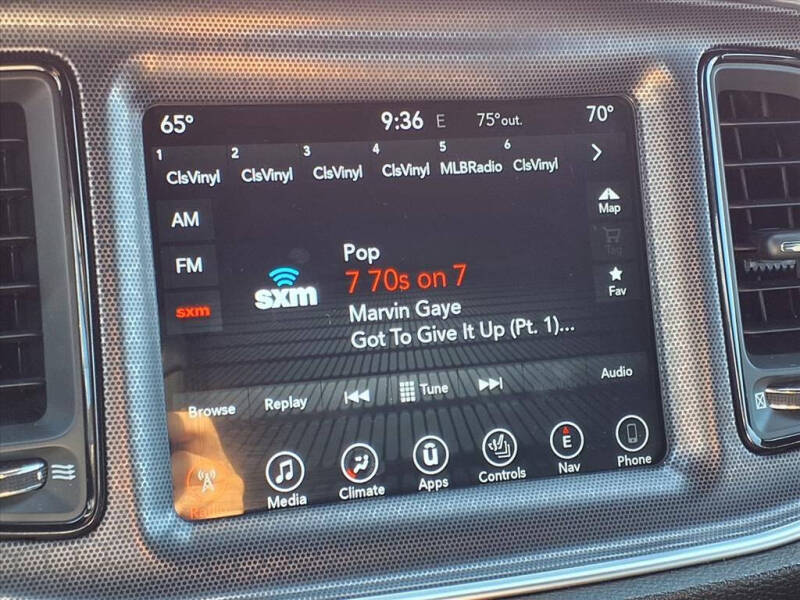 65° 9:36 E 75°out. 70°
1 ClsVinyl 2 ClsVinyl 3 ClsVinyl 4 ClsVinyl 5 MLBRadio 6 ClsVinyl
Map
AM
Tag
Pop
FM
7 70s on 7
sxm
Fav
sxm
Marvin Gaye
Got To Give It Up (Pt. 1)...
Browse Replay Tune Audio
Radio Media Climate Apps Controls E Nav Phone